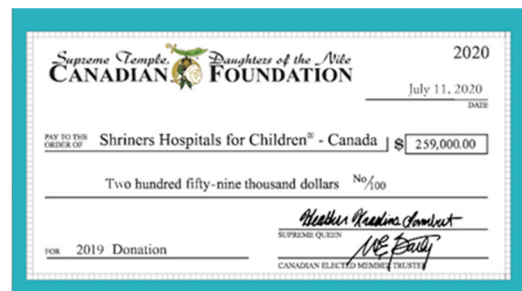 Supreme Temple, Daughters of the Nile
CANADIAN FOUNDATION
2020
July 11, 2020
DATE
PAY TO THE
ORDER OF Shriners Hospitals for Children® - Canada $ 259,000.00
Two hundred fifty-nine thousand dollars No/100
Heather
SUPREME QUEEN
FOR 2019 Donation
CANADIAN ELECTED MEMBER TRUSTEE